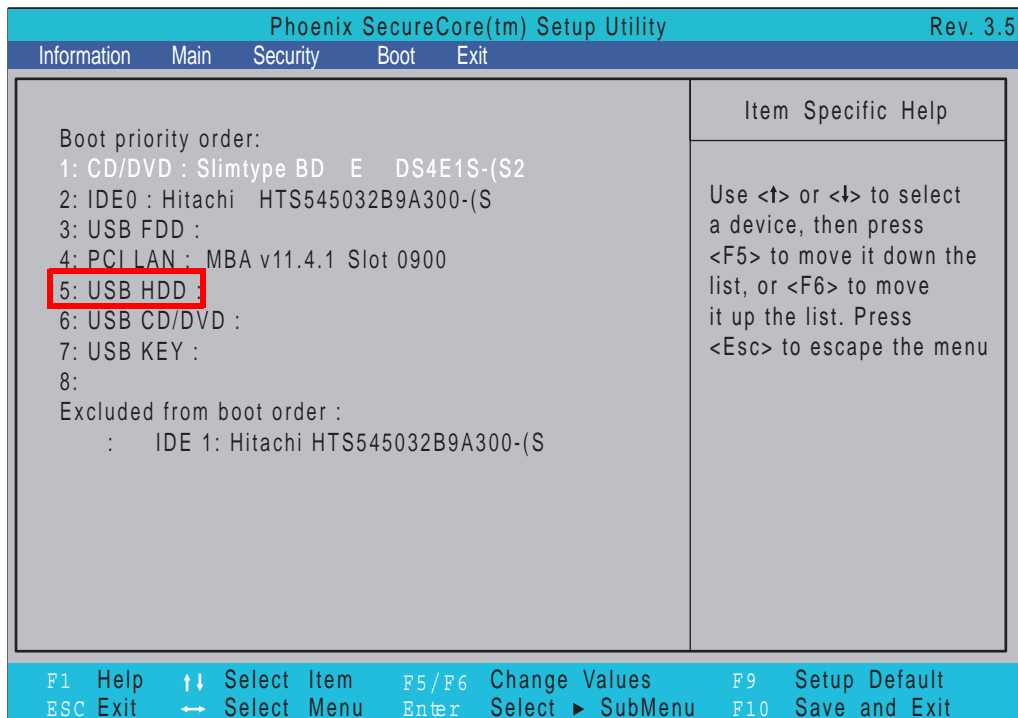 Phoenix SecureCore(tm) Setup Utility Rev. 3.5
Information Main Security Boot Exit
Boot priority order:
1: CD/DVD : Slimtype BD E DS4E1S-(S2
2: IDE0 : Hitachi HTS545032B9A300-(S
3: USB FDD :
4: PCI LAN : MBA v11.4.1 Slot 0900
5: USB HDD :
6: USB CD/DVD :
7: USB KEY :
8:
Excluded from boot order :
: IDE 1: Hitachi HTS545032B9A300-(S
Item Specific Help
Use <↑> or <↓> to select
a device, then press
<F5> to move it down the
list, or <F6> to move
it up the list. Press
<Esc> to escape the menu
F1 Help ↑↓ Select Item F5/F6 Change Values F9 Setup Default
ESC Exit ↔ Select Menu Enter Select ► SubMenu F10 Save and Exit